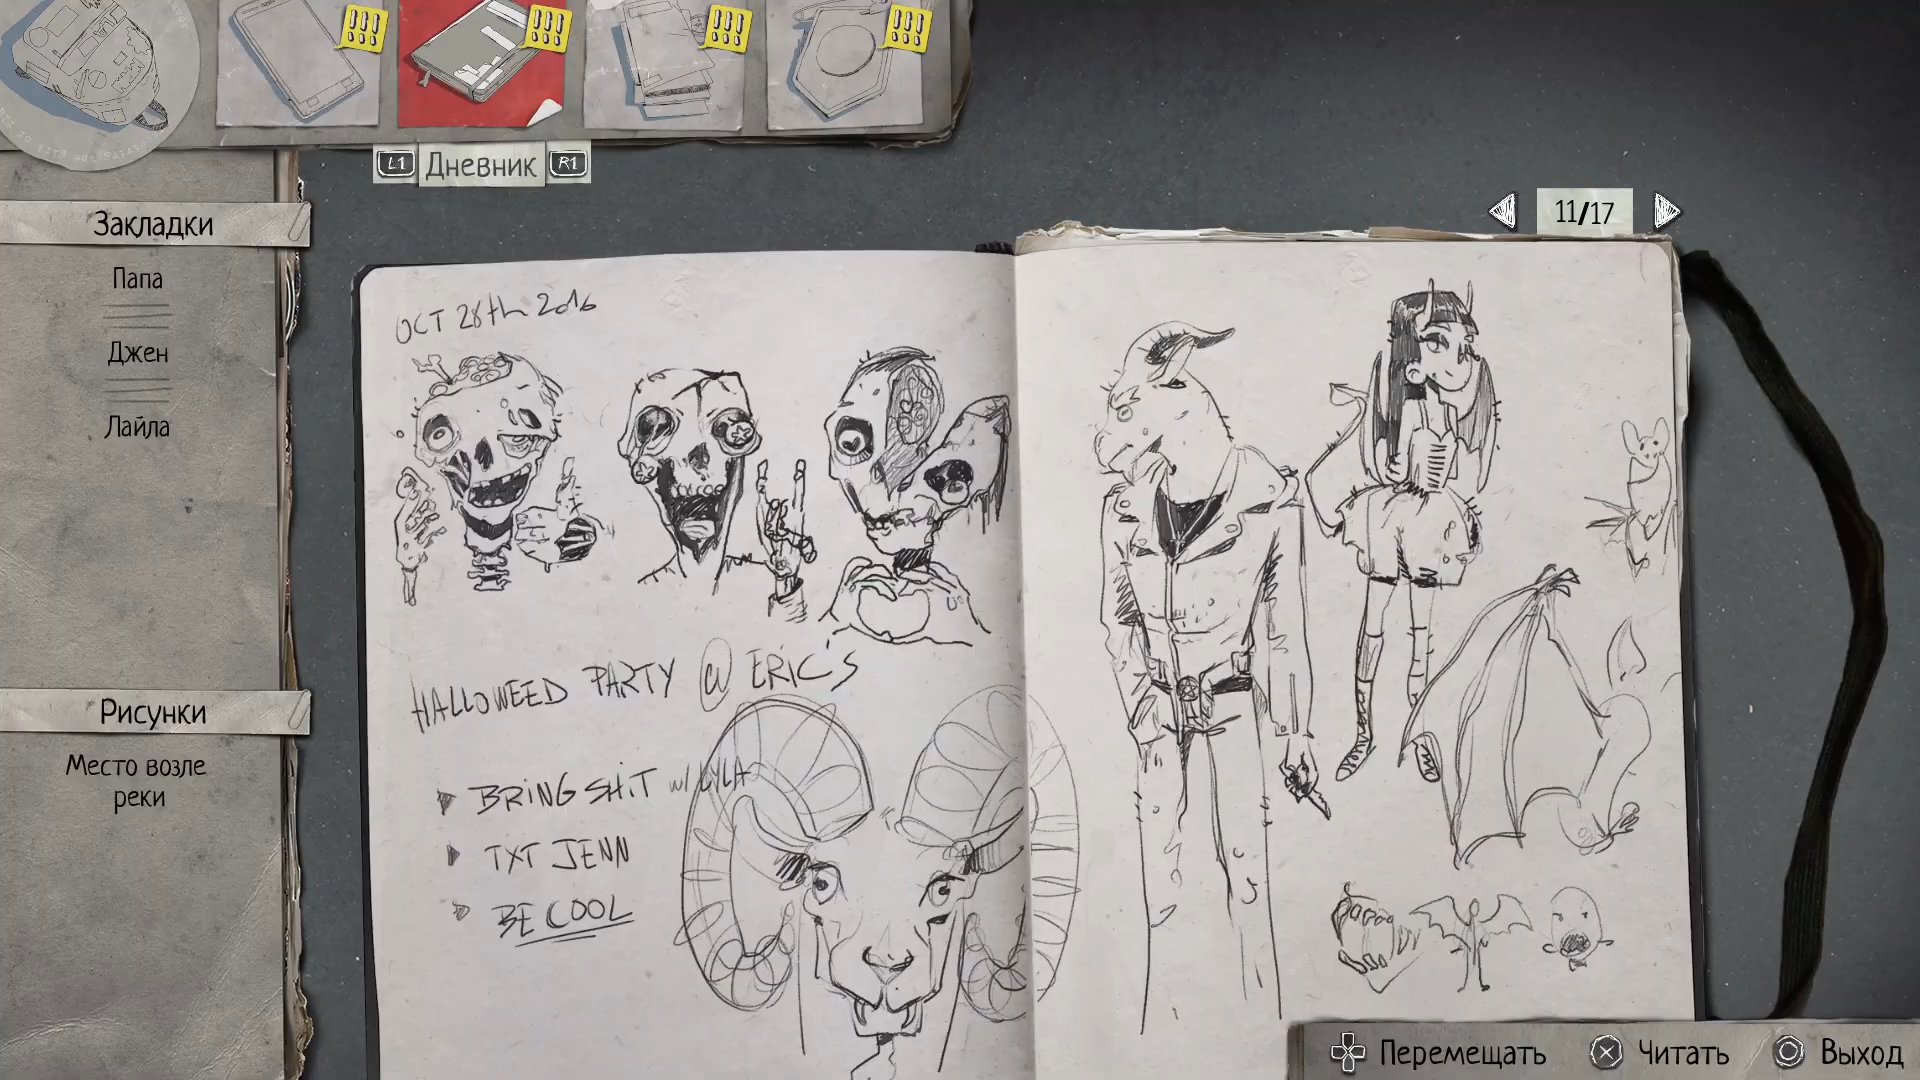 L1 Дневник R1
Закладки
Папа
Джен
Лайла
Рисунки
Место возле
реки
11/17
OCT 28th 2016
HALLOWEED PARTY @ ERIC'S
BRING SHIT w/ LYLA
TXT JENN
BE COOL
Перемещать
Читать
Выход